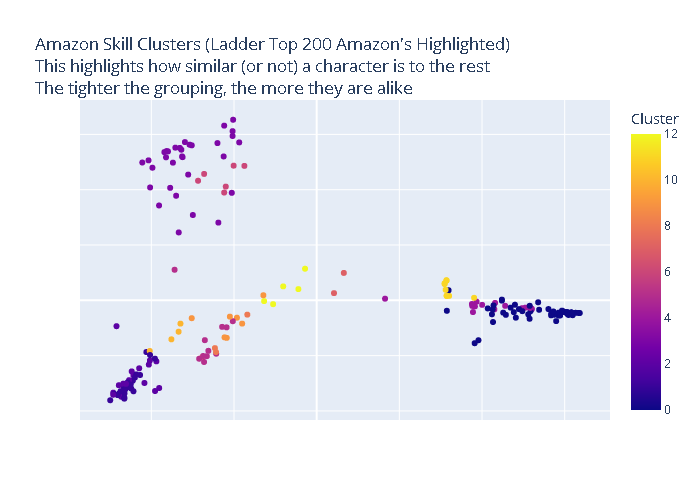 Amazon Skill Clusters (Ladder Top 200 Amazon's Highlighted)
This highlights how similar (or not) a character is to the rest
The tighter the grouping, the more they are alike
Cluster
12
10
8
6
4
2
0